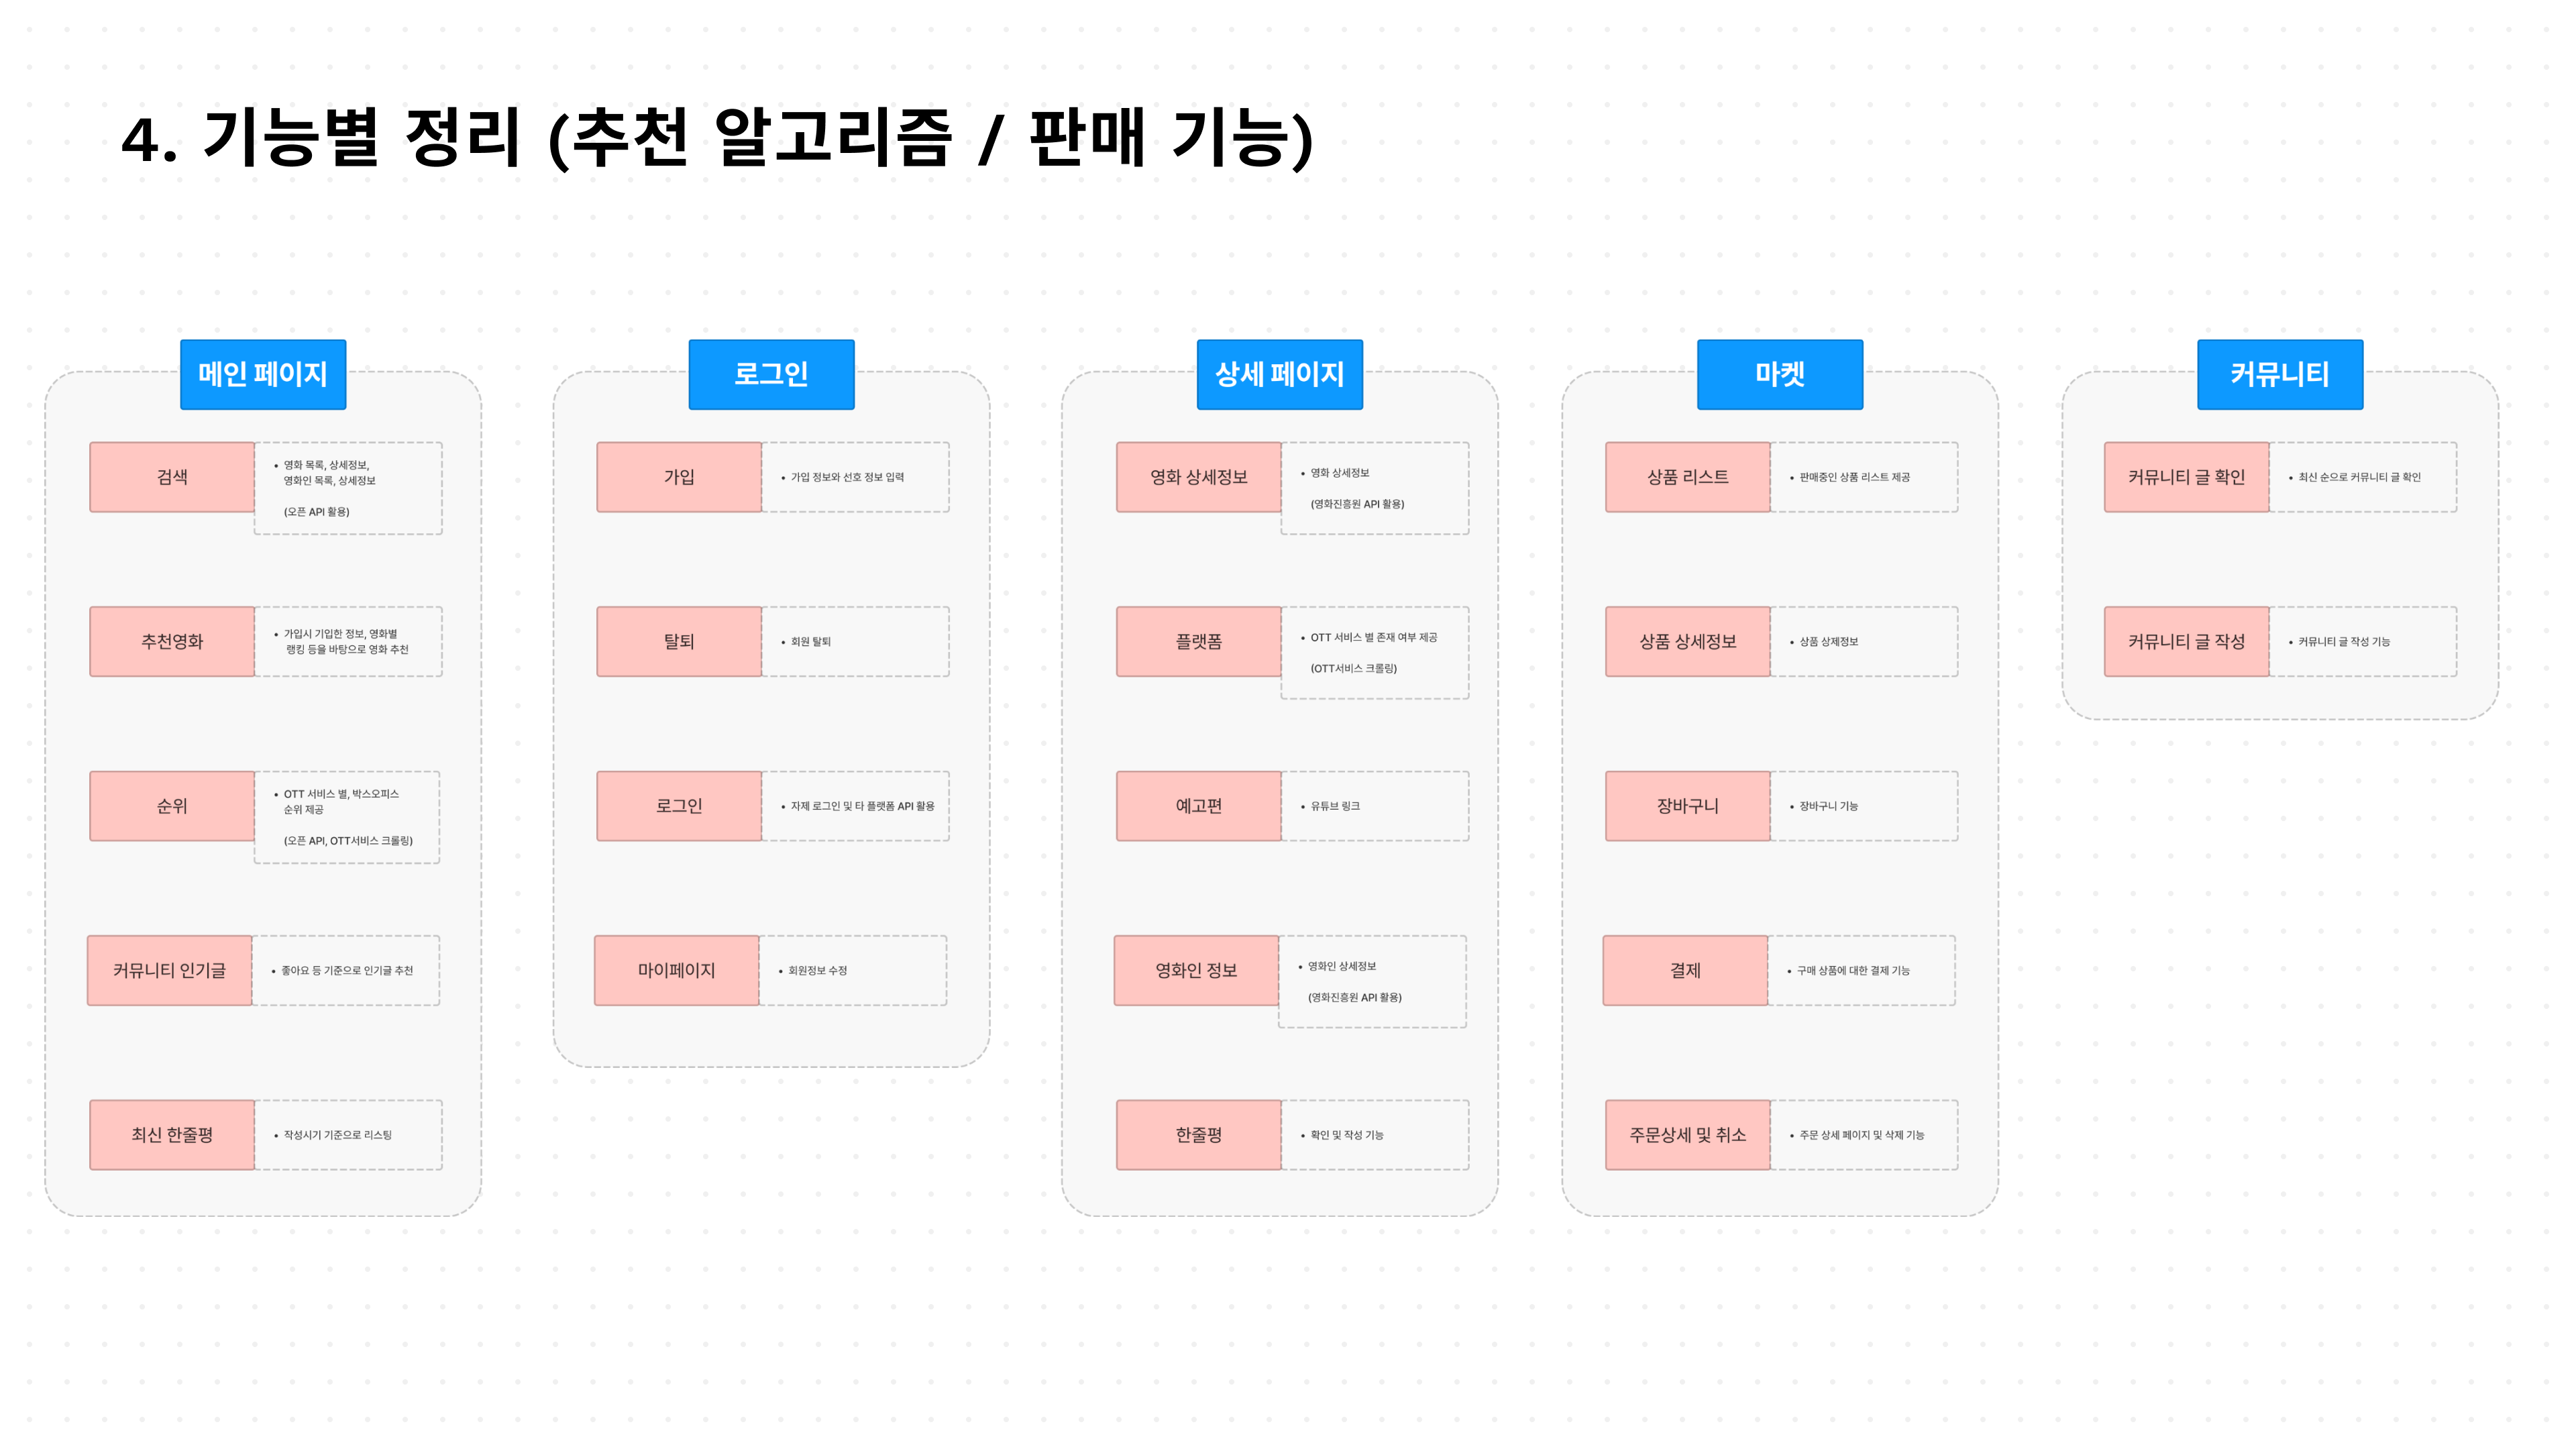 4. 기능별 정리 (추천 알고리즘 / 판매 기능)
메인 페이지
검색
• 영화 목록, 상세정보,
영화인 목록, 상세정보
(오픈 API 활용)
추천영화
• 가입시 기입한 정보, 영화별
랭킹 등을 바탕으로 영화 추천
순위
• OTT 서비스 별, 박스오피스
순위 제공
(오픈 API, OTT서비스 크롤링)
커뮤니티 인기글
• 좋아요 등 기준으로 인기글 추천
최신 한줄평
• 작성시기 기준으로 리스팅
로그인
가입
• 가입 정보와 선호 정보 입력
탈퇴
• 회원 탈퇴
로그인
• 자제 로그인 및 타 플랫폼 API 활용
마이페이지
• 회원정보 수정
상세 페이지
영화 상세정보
• 영화 상세정보
(영화진흥원 API 활용)
플랫폼
• OTT 서비스 별 존재 여부 제공
(OTT서비스 크롤링)
예고편
• 유튜브 링크
영화인 정보
• 영화인 상세정보
(영화진흥원 API 활용)
한줄평
• 확인 및 작성 기능
마켓
상품 리스트
• 판매중인 상품 리스트 제공
상품 상세정보
• 상품 상제정보
장바구니
• 장바구니 기능
결제
• 구매 상품에 대한 결제 기능
주문상세 및 취소
• 주문 상세 페이지 및 삭제 기능
커뮤니티
커뮤니티 글 확인
• 최신 순으로 커뮤니티 글 확인
커뮤니티 글 작성
• 커뮤니티 글 작성 기능